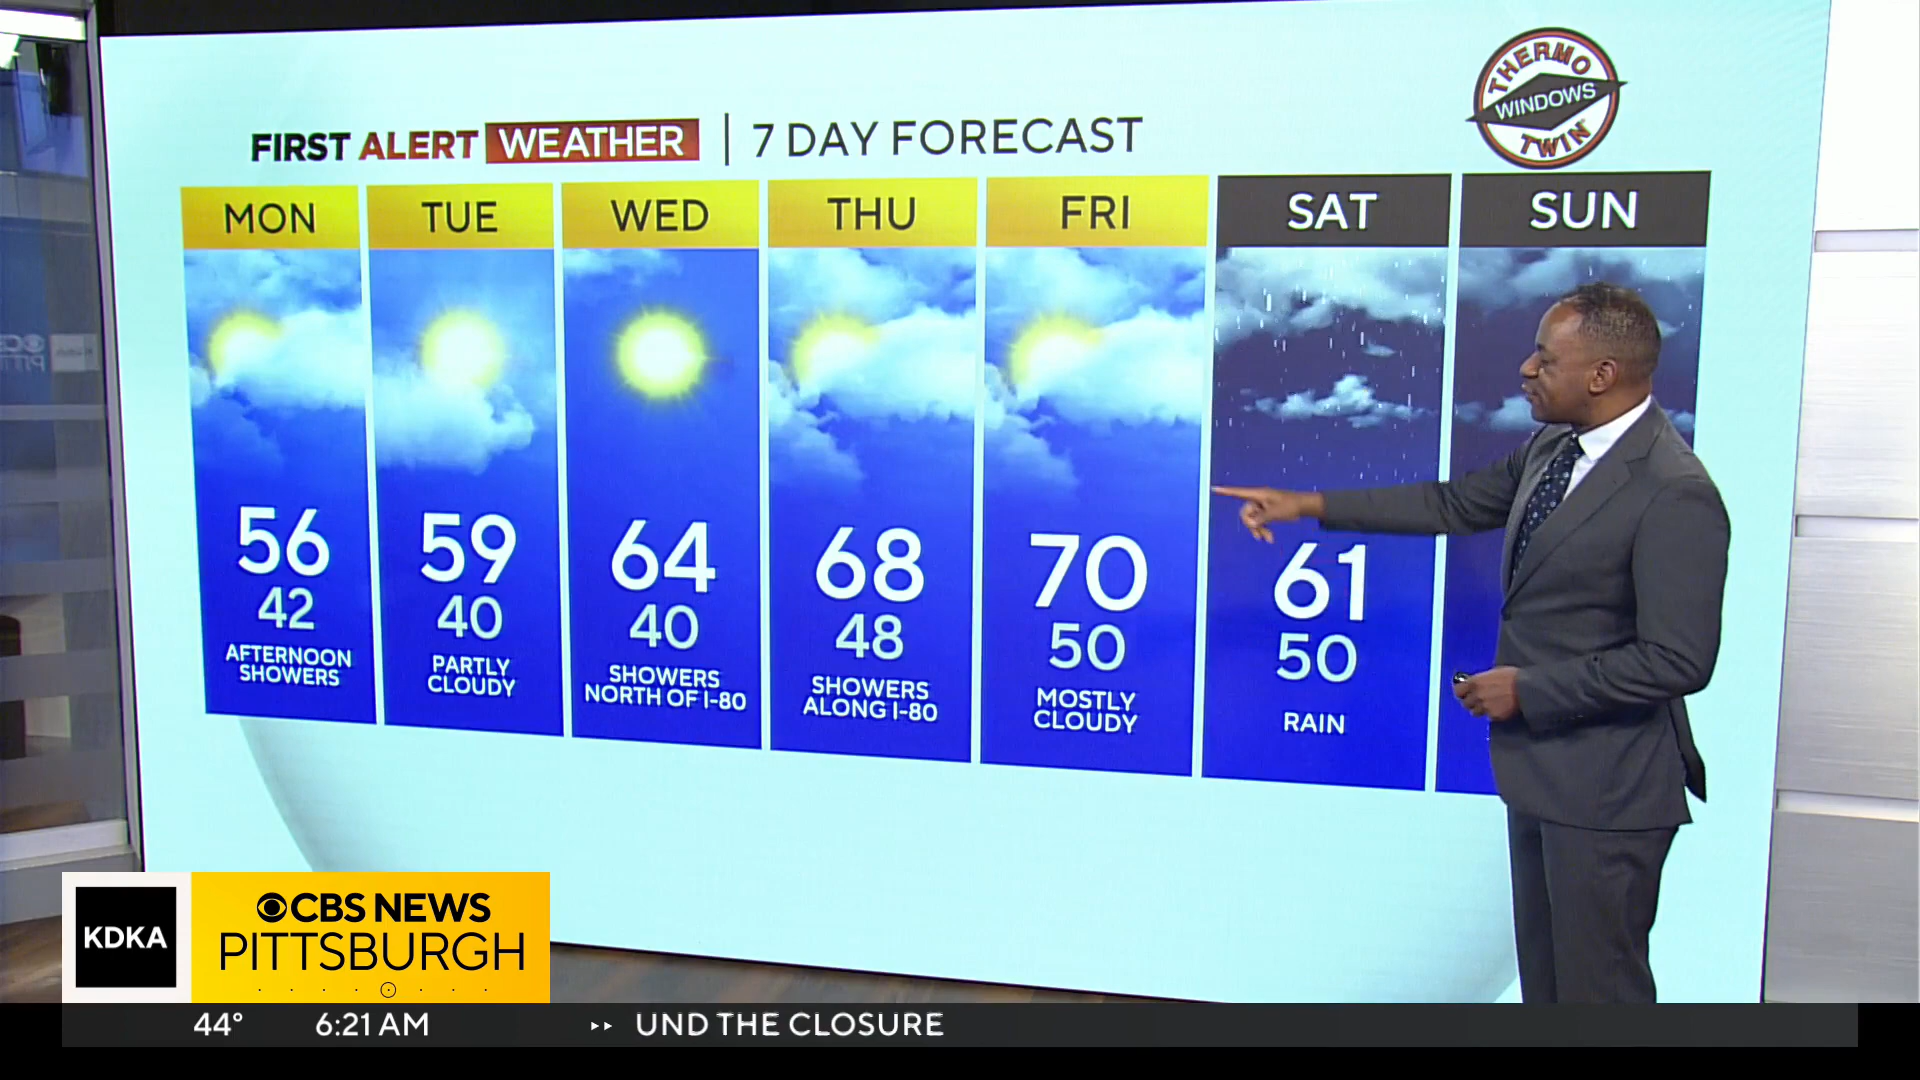 THERMO
WINDOWS
TWIN
FIRST ALERT WEATHER | 7 DAY FORECAST
MON
TUE
WED
THU
FRI
SAT
SUN
56
42
AFTERNOON
SHOWERS
59
40
PARTLY
CLOUDY
64
40
SHOWERS
NORTH OF I-80
68
48
SHOWERS
ALONG I-80
70
50
MOSTLY
CLOUDY
61
50
RAIN
KDKA
CBS NEWS
PITTSBURGH
44° 6:21 AM UND THE CLOSURE